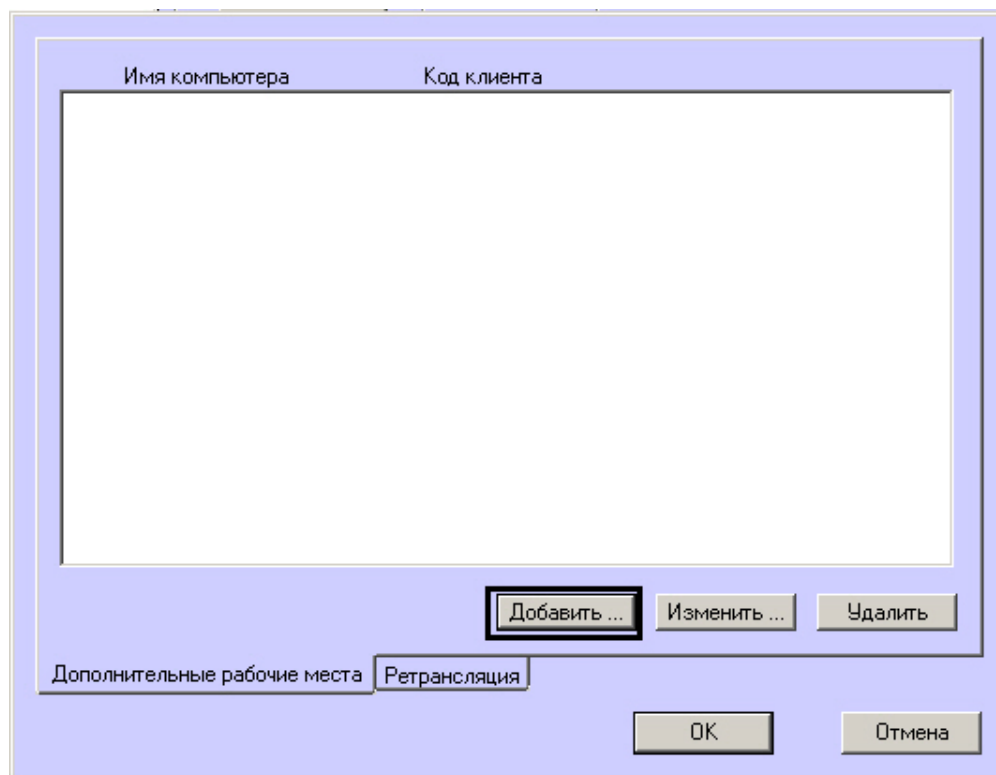 Имя компьютера Код клиента
Добавить ... Изменить ... Удалить
Дополнительные рабочие места Ретрансляция
OK Отмена